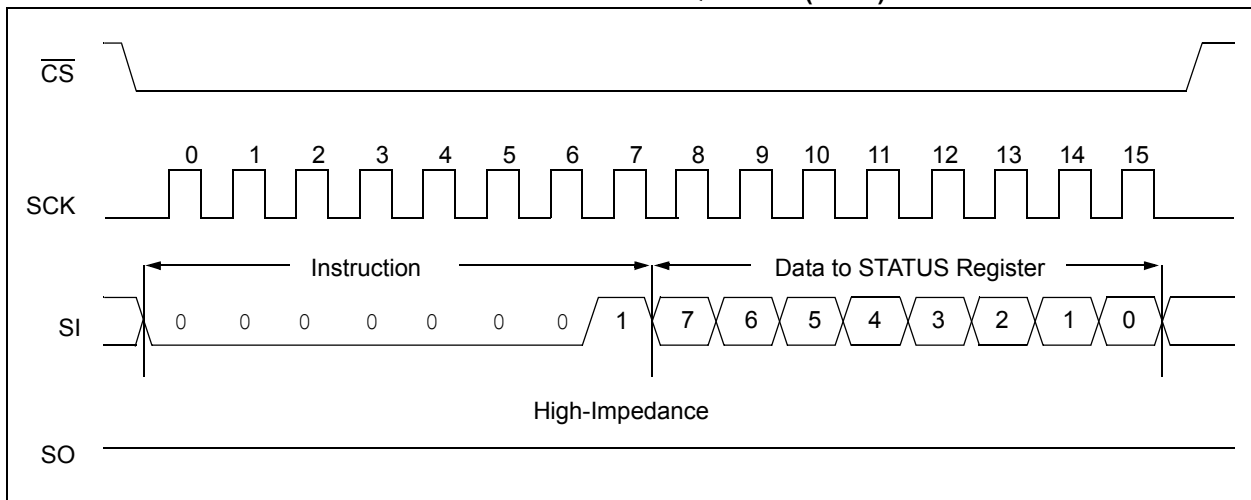 CS
0 1 2 3 4 5 6 7 8 9 10 11 12 13 14 15
SCK
Instruction Data to STATUS Register
SI 0 0 0 0 0 0 0 1 7 6 5 4 3 2 1 0
High-Impedance
SO